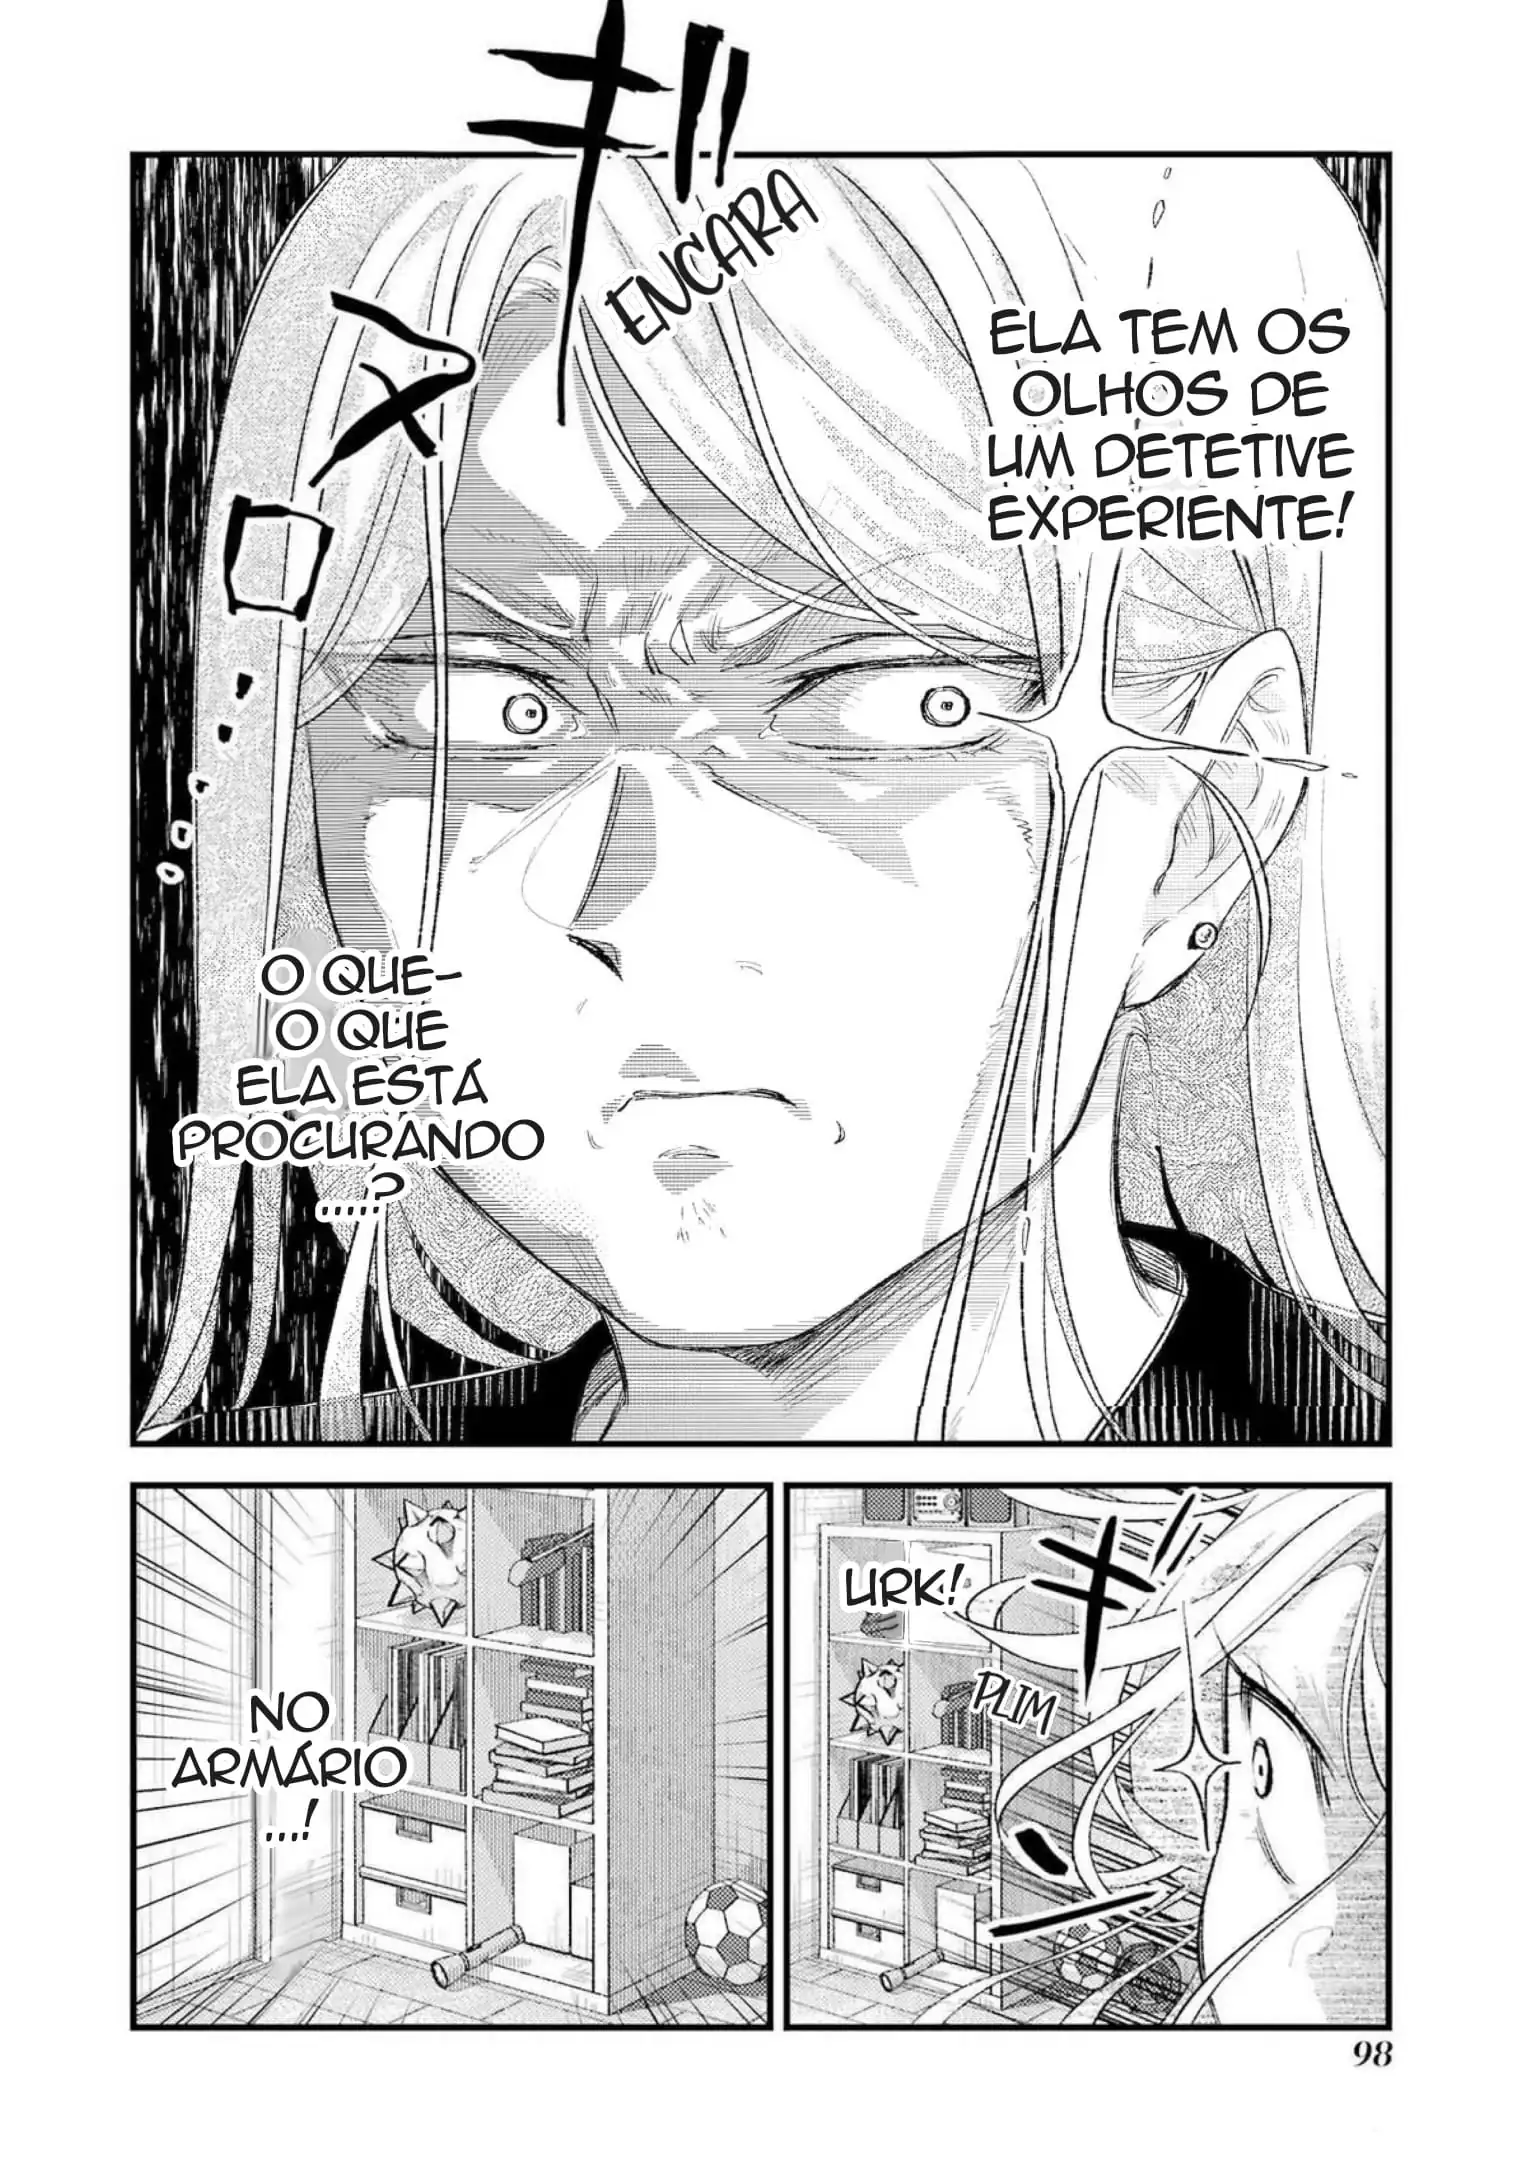 ギロ
ヌ
ENCARA
ELA TEM OS
OLHOS DE
UM DETETIVE
EXPERIENTE!
O QUE-
O QUE
ELA ESTÁ
PROCURANDO
.....?
URK!
PLIM
NO
ARMÁRIO
....!
98